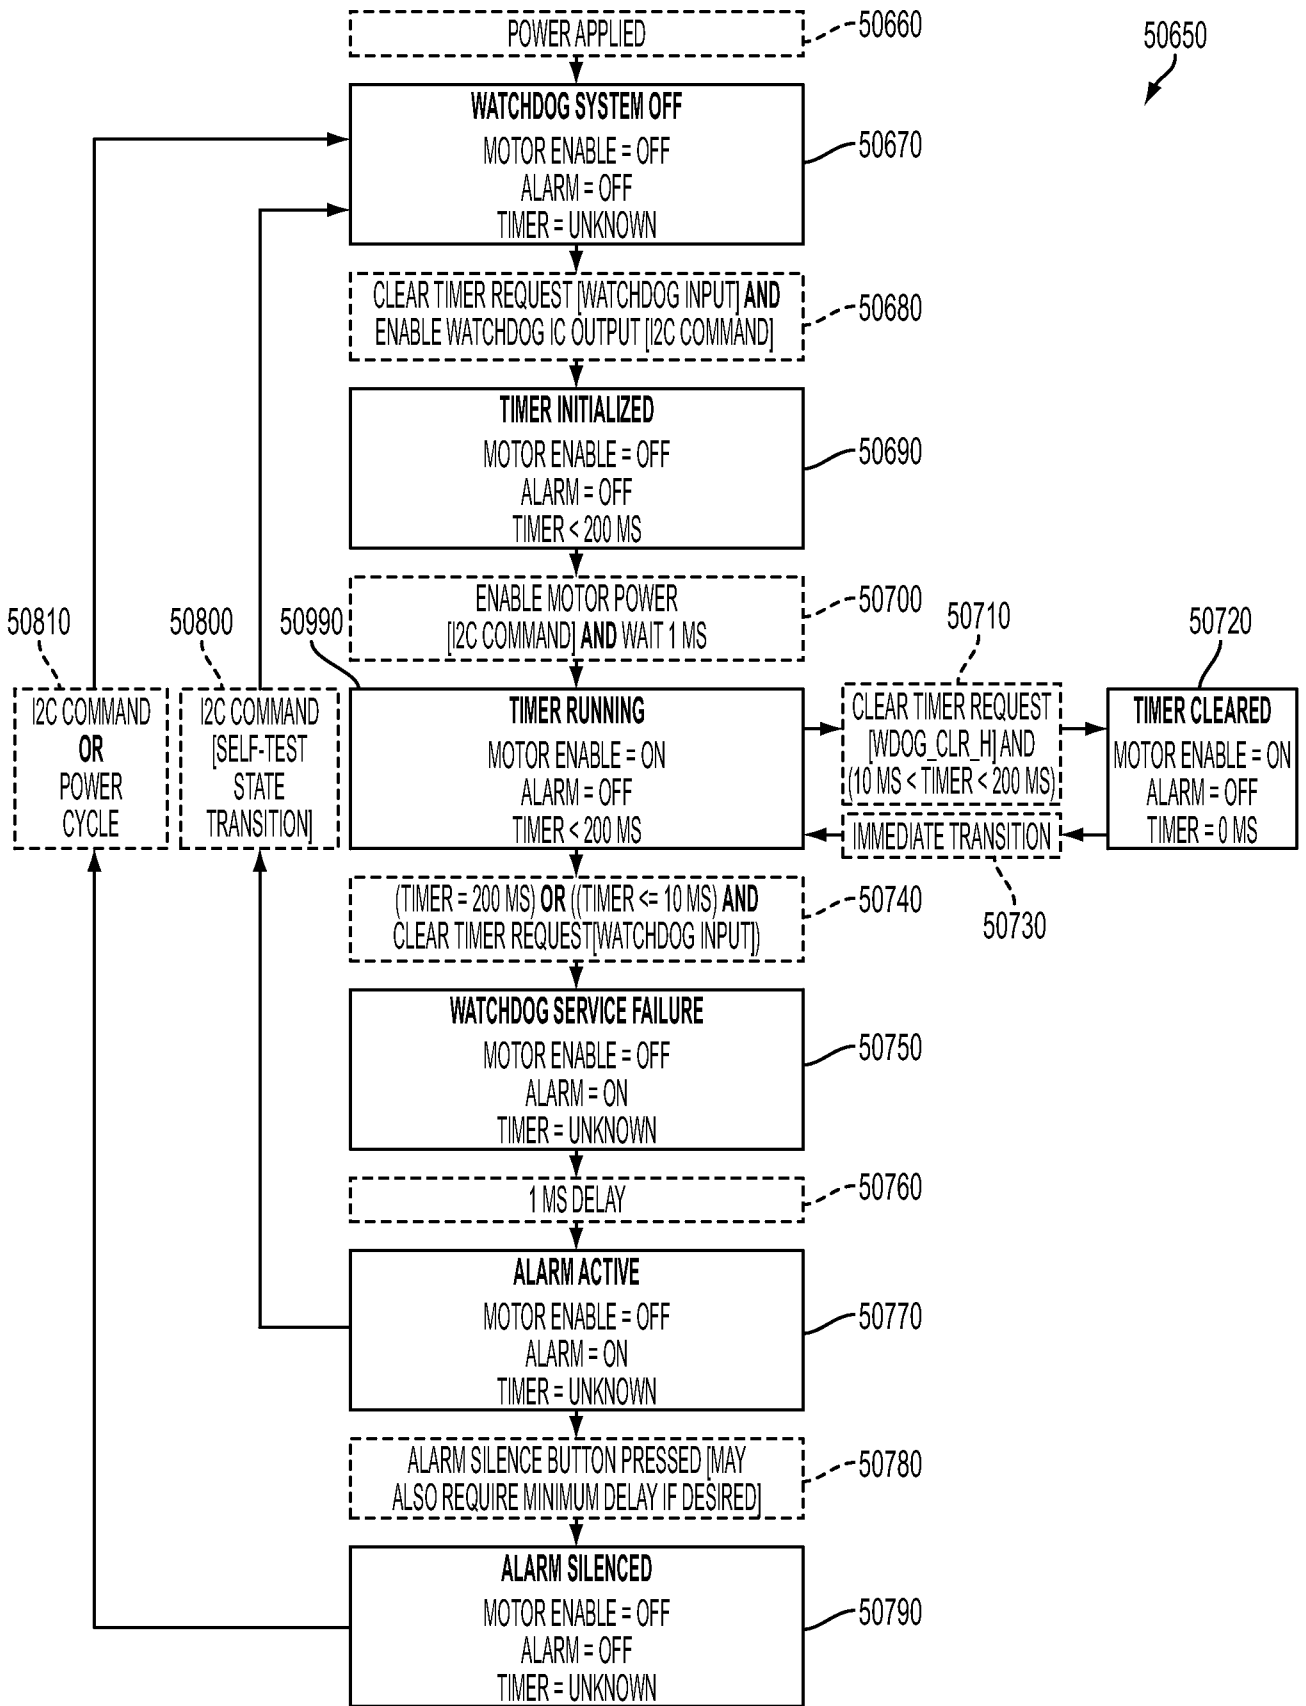 POWER APPLIED
50660
50650
WATCHDOG SYSTEM OFF
MOTOR ENABLE = OFF
ALARM = OFF
TIMER = UNKNOWN
50670
CLEAR TIMER REQUEST [WATCHDOG INPUT] AND
ENABLE WATCHDOG IC OUTPUT [I2C COMMAND]
50680
TIMER INITIALIZED
MOTOR ENABLE = OFF
ALARM = OFF
TIMER < 200 MS
50690
ENABLE MOTOR POWER
[I2C COMMAND] AND WAIT 1 MS
50700
50810
I2C COMMAND
OR
POWER
CYCLE
50800
I2C COMMAND
[SELF-TEST
STATE
TRANSITION]
50990
TIMER RUNNING
MOTOR ENABLE = ON
ALARM = OFF
TIMER < 200 MS
50710
CLEAR TIMER REQUEST
[WDOG_CLR_H] AND
(10 MS < TIMER < 200 MS)
50720
TIMER CLEARED
MOTOR ENABLE = ON
ALARM = OFF
TIMER = 0 MS
IMMEDIATE TRANSITION
50730
(TIMER = 200 MS) OR ((TIMER <= 10 MS) AND
CLEAR TIMER REQUEST[WATCHDOG INPUT])
50740
WATCHDOG SERVICE FAILURE
MOTOR ENABLE = OFF
ALARM = ON
TIMER = UNKNOWN
50750
1 MS DELAY
50760
ALARM ACTIVE
MOTOR ENABLE = OFF
ALARM = ON
TIMER = UNKNOWN
50770
ALARM SILENCE BUTTON PRESSED [MAY
ALSO REQUIRE MINIMUM DELAY IF DESIRED]
50780
ALARM SILENCED
MOTOR ENABLE = OFF
ALARM = OFF
TIMER = UNKNOWN
50790